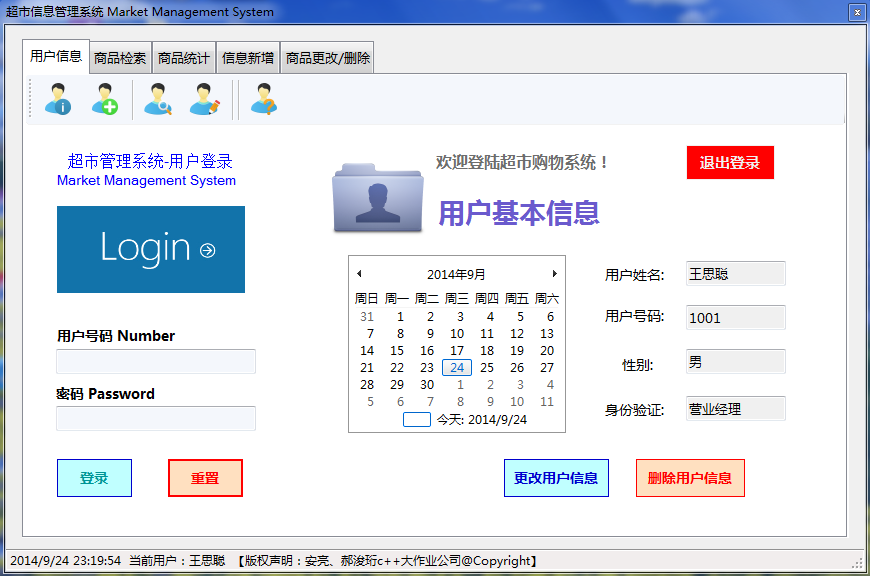 超市信息管理系统 Market Management System
用户信息 商品检索 商品统计 信息新增 商品更改/删除
超市管理系统-用户登录
Market Management System
Login
用户号码 Number
密码 Password
登录 重置
欢迎登陆超市购物系统！
用户基本信息
退出登录
2014年9月
周日 周一 周二 周三 周四 周五 周六
31 1 2 3 4 5 6
7 8 9 10 11 12 13
14 15 16 17 18 19 20
21 22 23 24 25 26 27
28 29 30 1 2 3 4
5 6 7 8 9 10 11
今天: 2014/9/24
用户姓名: 王思聪
用户号码: 1001
性别: 男
身份验证: 营业经理
更改用户信息 删除用户信息
2014/9/24 23:19:54 当前用户：王思聪 【版权声明：安亮、郝浚珩c++大作业公司@Copyright】